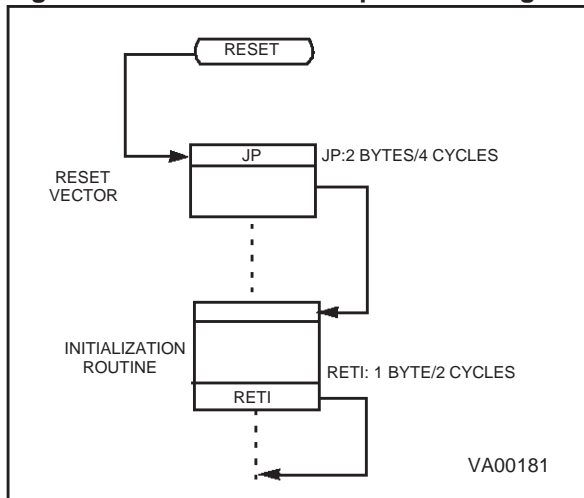 RESET
JP
JP:2 BYTES/4 CYCLES
RESET
VECTOR
INITIALIZATION
ROUTINE
RETI: 1 BYTE/2 CYCLES
RETI
VA00181